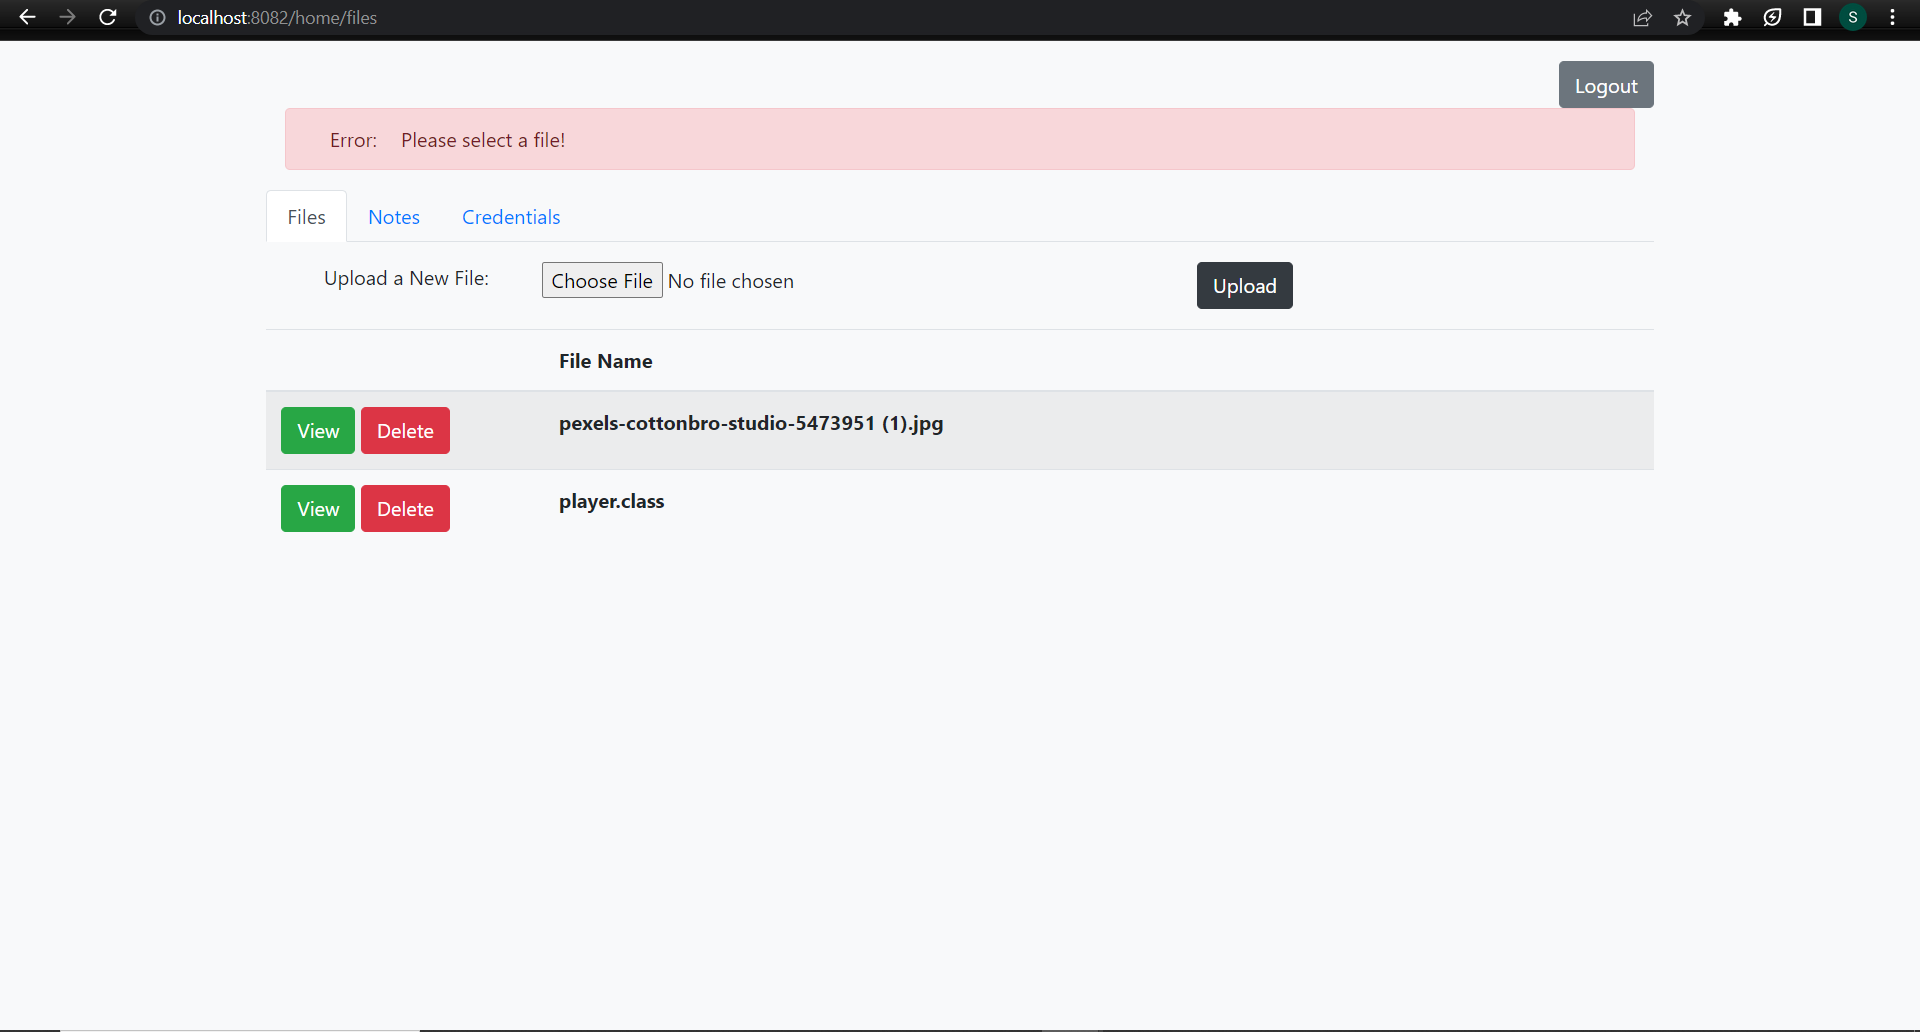 localhost:8082/home/files
S
Logout
Error: Please select a file!
Files Notes Credentials
Upload a New File: Choose File No file chosen Upload
File Name
View Delete pexels-cottonbro-studio-5473951 (1).jpg
View Delete player.class